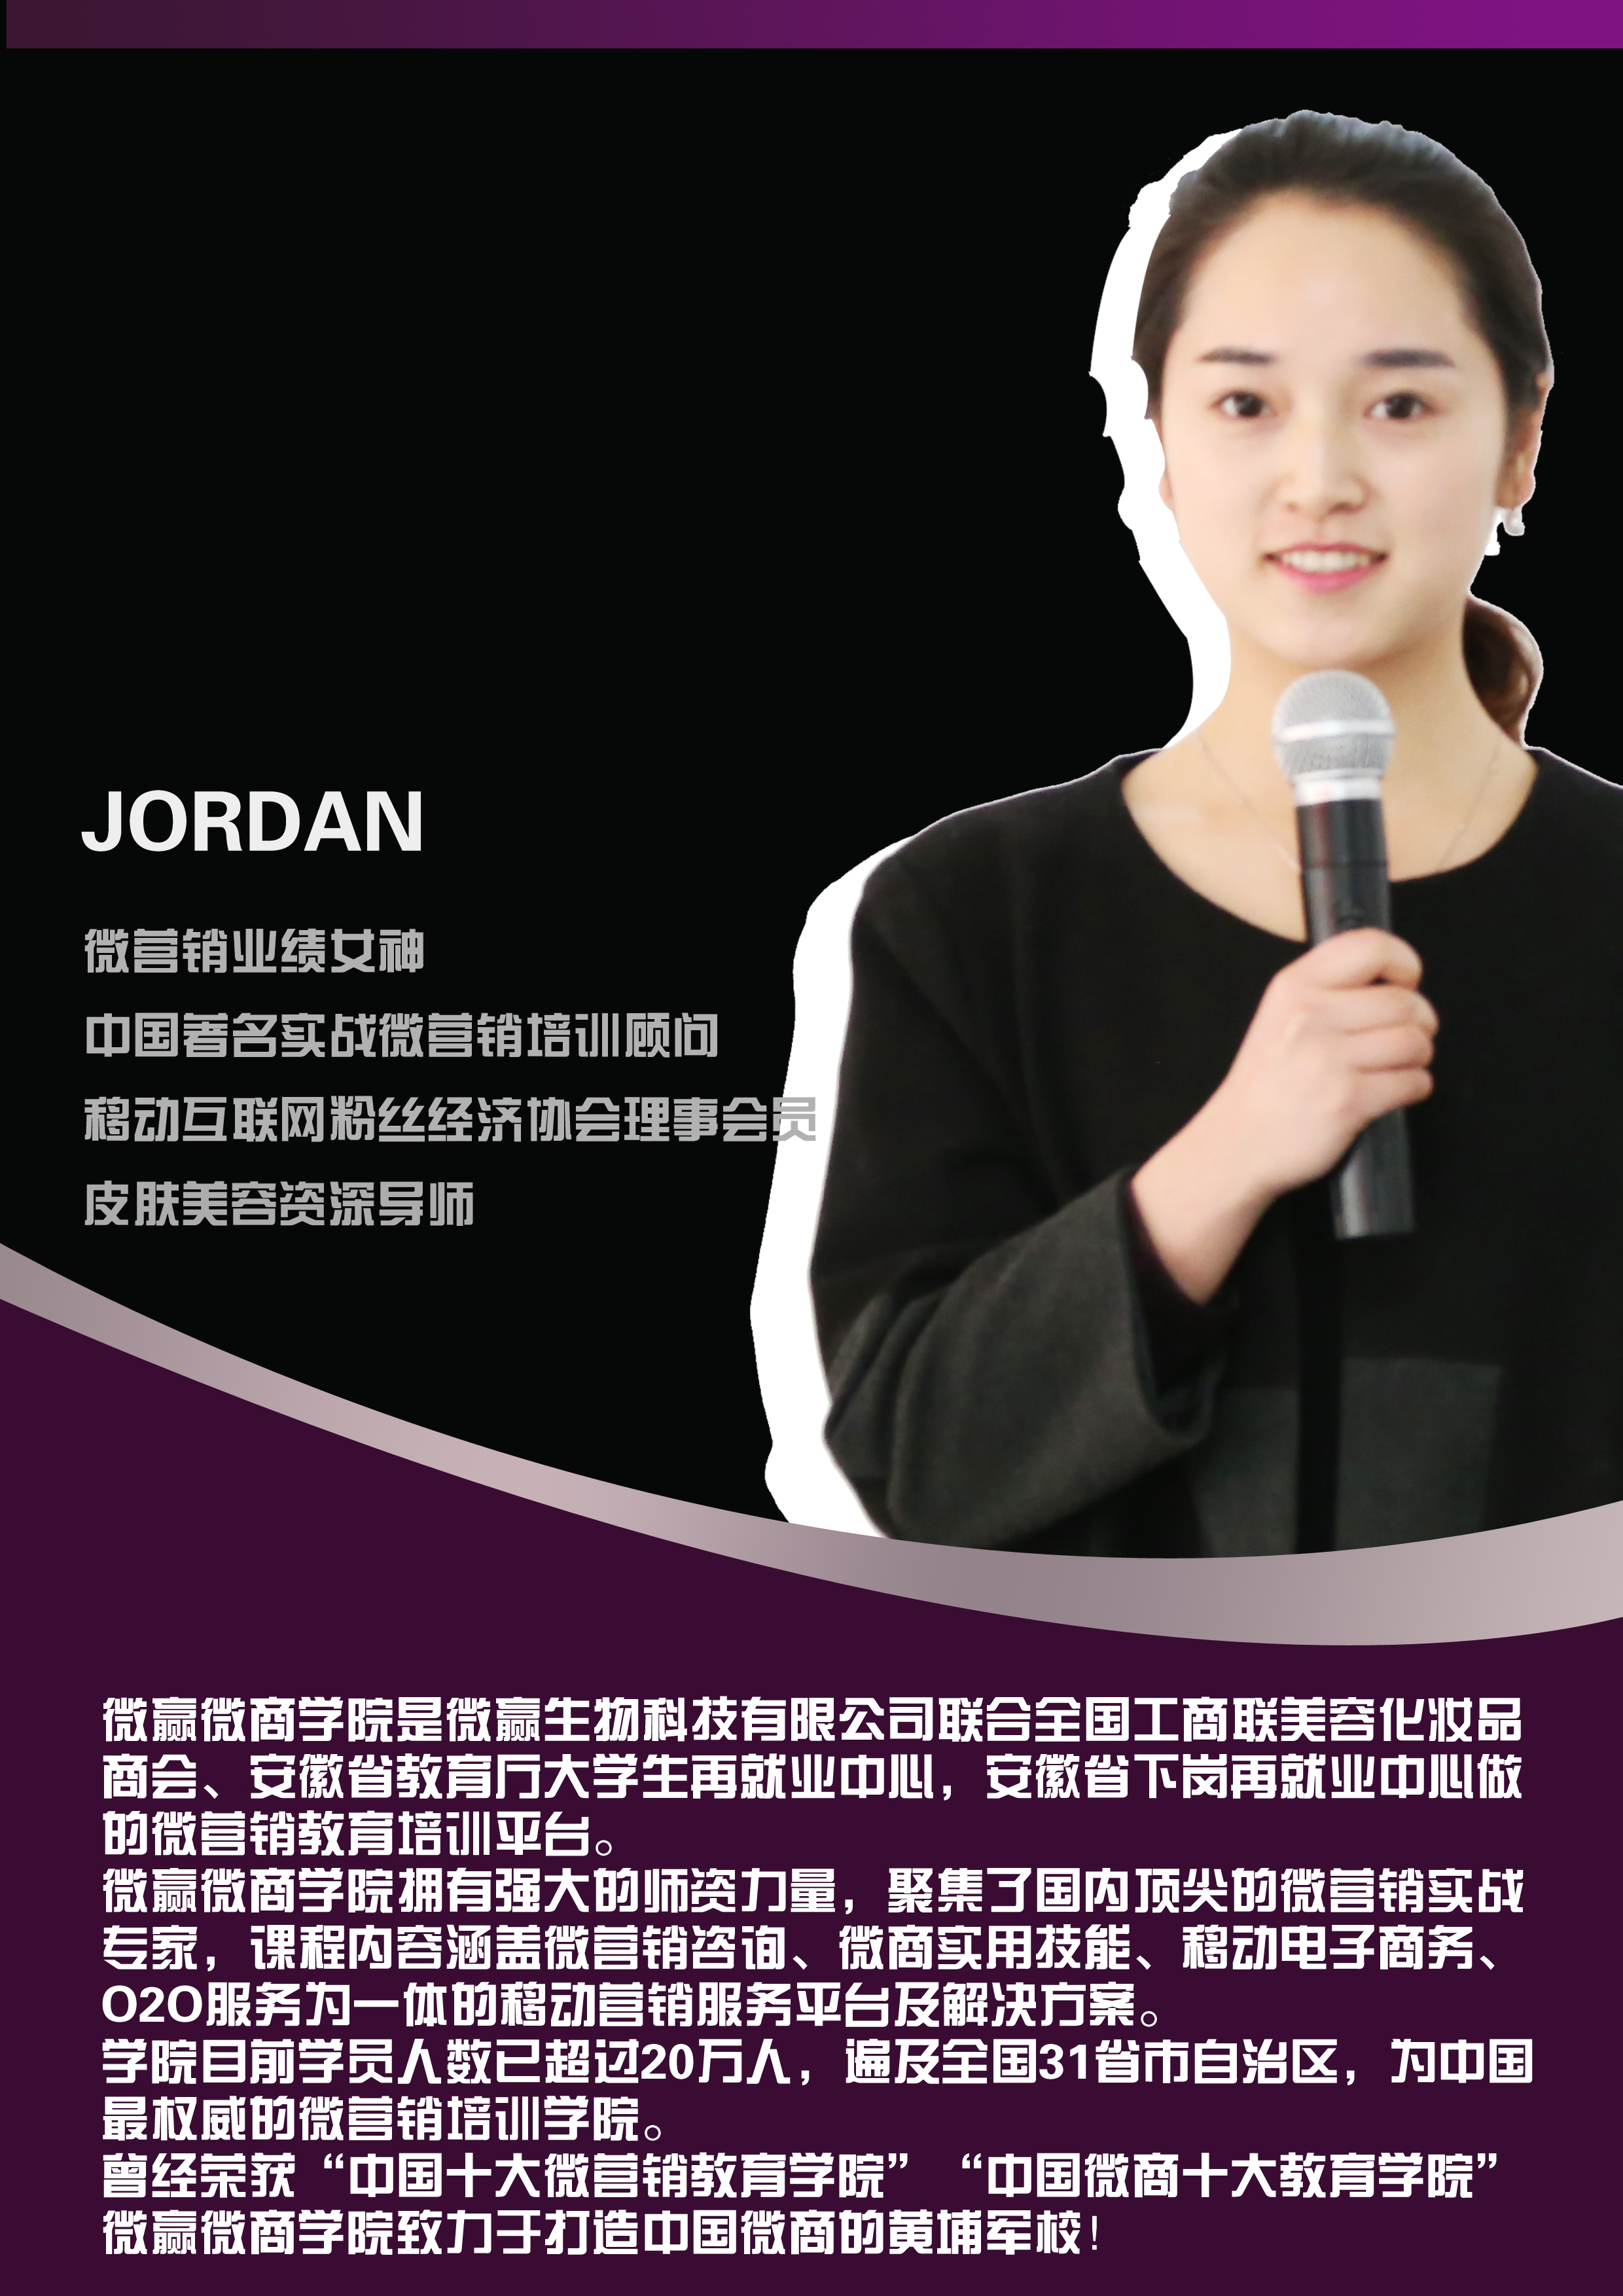 JORDAN
微营销业绩女神
中国著名实战微营销培训顾问
移动互联网粉丝经济协会理事会员
皮肤美容资深导师
微赢微商学院是微赢生物科技有限公司联合全国工商联美容化妆品
商会、安徽省教育厅大学生再就业中心，安徽省下岗再就业中心做
的微营销教育培训平台。
微赢微商学院拥有强大的师资力量，聚集了国内顶尖的微营销实战
专家，课程内容涵盖微营销咨询、微商实用技能、移动电子商务、
O2O服务为一体的移动营销服务平台及解决方案。
学院目前学员人数已超过20万人，遍及全国31省市自治区，为中国
最权威的微营销培训学院。
曾经荣获“中国十大微营销教育学院”“中国微商十大教育学院”
微赢微商学院致力于打造中国微商的黄埔军校！